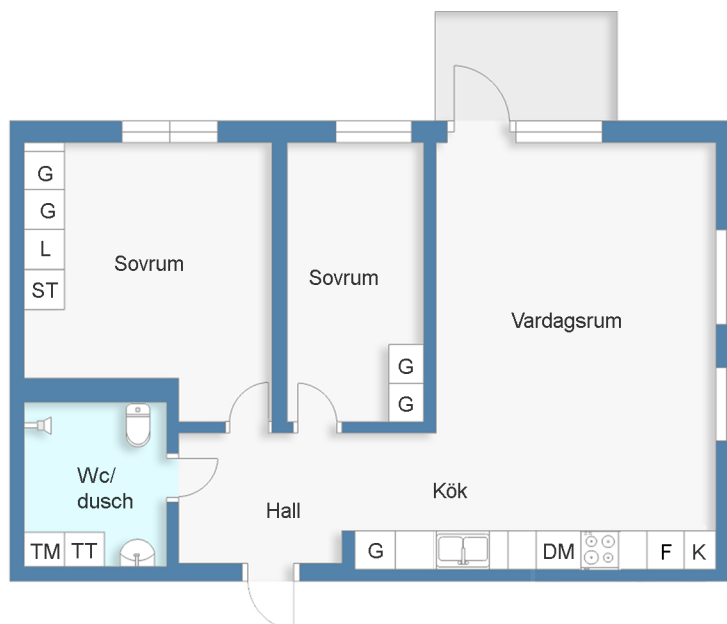 G
G
L
ST
Sovrum
Sovrum
G
G
Vardagsrum
Wc/
dusch
TM TT
Hall
Kök
G
DM
F
K